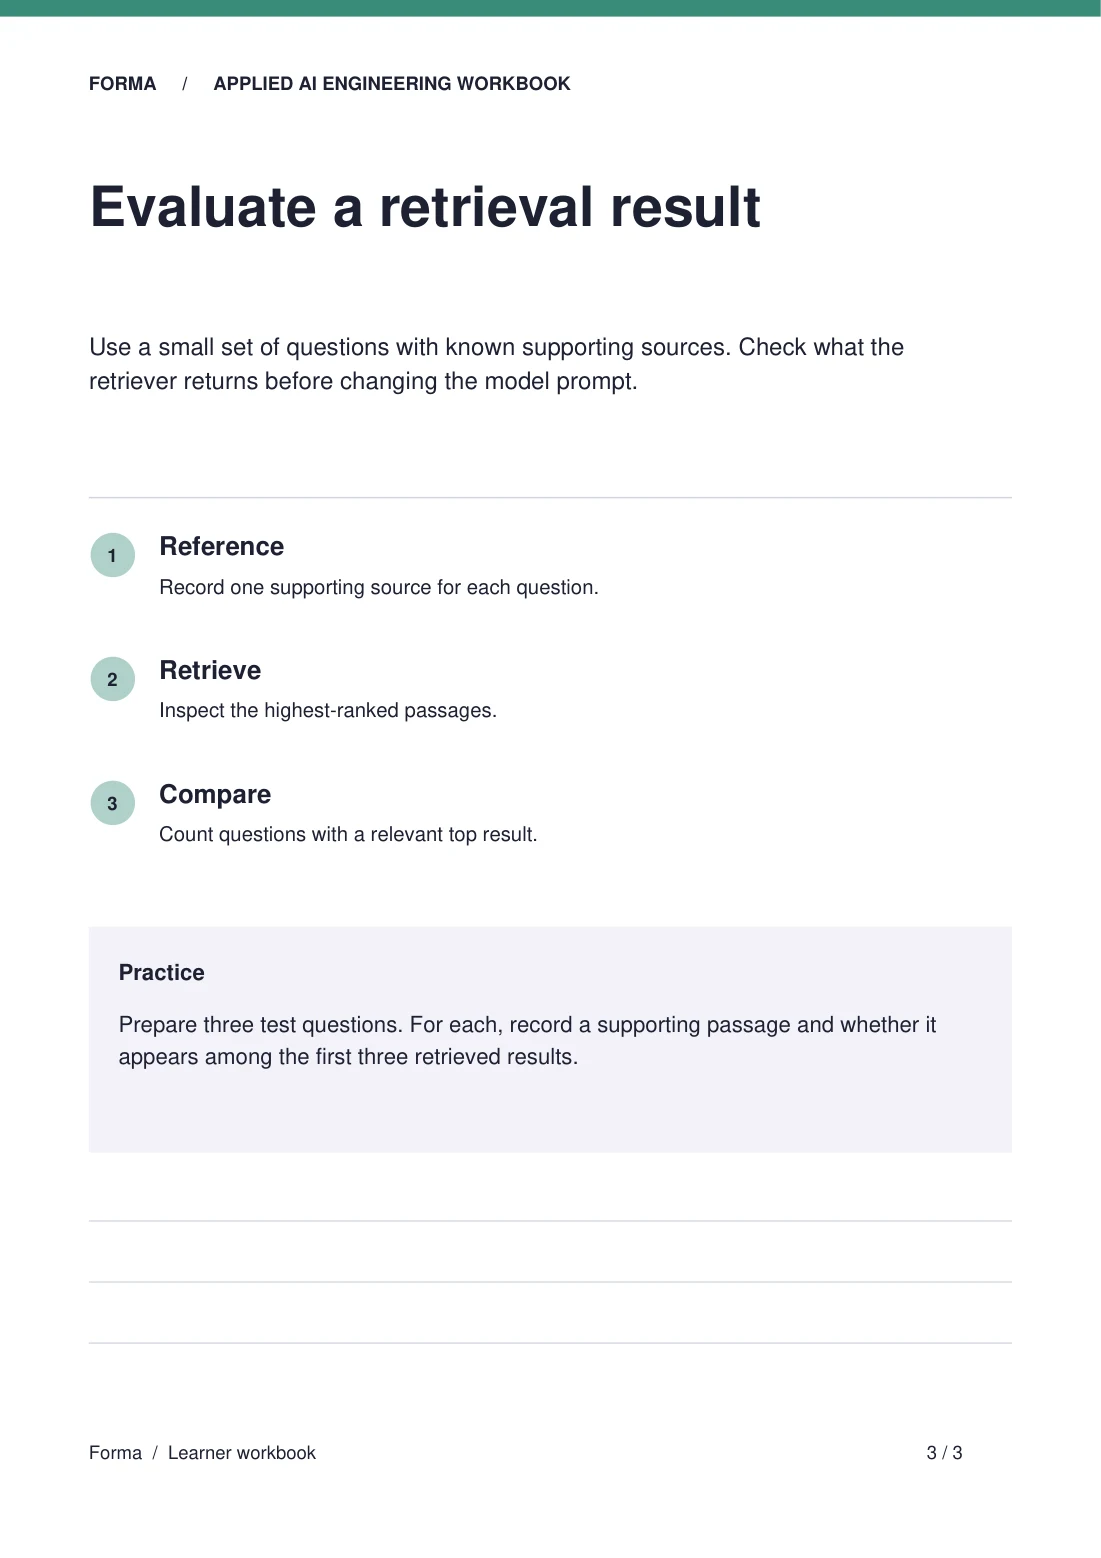 FORMA / APPLIED AI ENGINEERING WORKBOOK
Evaluate a retrieval result
Use a small set of questions with known supporting sources. Check what the
retriever returns before changing the model prompt.
1 Reference
Record one supporting source for each question.
2 Retrieve
Inspect the highest-ranked passages.
3 Compare
Count questions with a relevant top result.
Practice
Prepare three test questions. For each, record a supporting passage and whether it
appears among the first three retrieved results.
Forma / Learner workbook 3 / 3